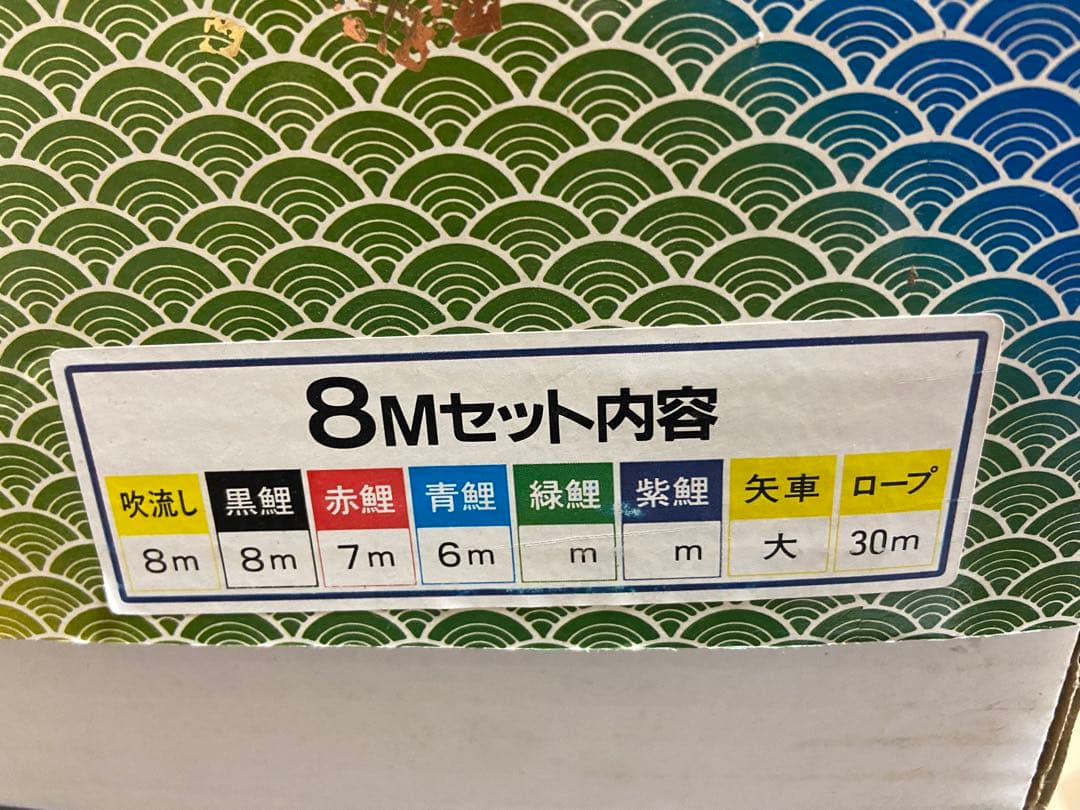 8Mセット内容
吹流し 黒鯉 赤鯉 青鯉 緑鯉 紫鯉 矢車 ロープ
8m 8m 7m 6m m m 大 30m